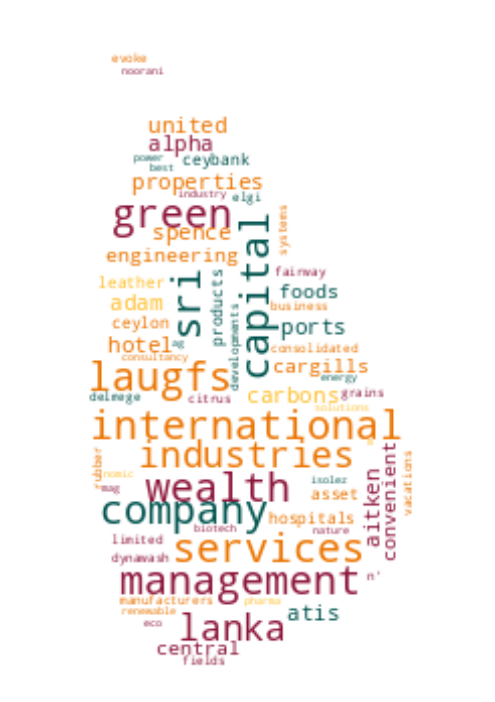 evoke
noorani
united
alpha
power
ceybank
best
properties
industry
elgi
green
spence
systems
capital
engineering
fairway
sri
products
leather
foods
adam
business
developments
ceylon
ports
hotel
ag
consolidated
consultancy
cargills
laugfs
energy
delmege
citrus
carbons
grains
solutions
international
industries
rubber
nomic
convenient
vacations
aitken
wealth
mag
isolez
asset
company
hospitals
biotech
nature
limited
services
dynawash
management
n'
manufacturers
pharma
renewable
atis
eco
lanka
central
fields